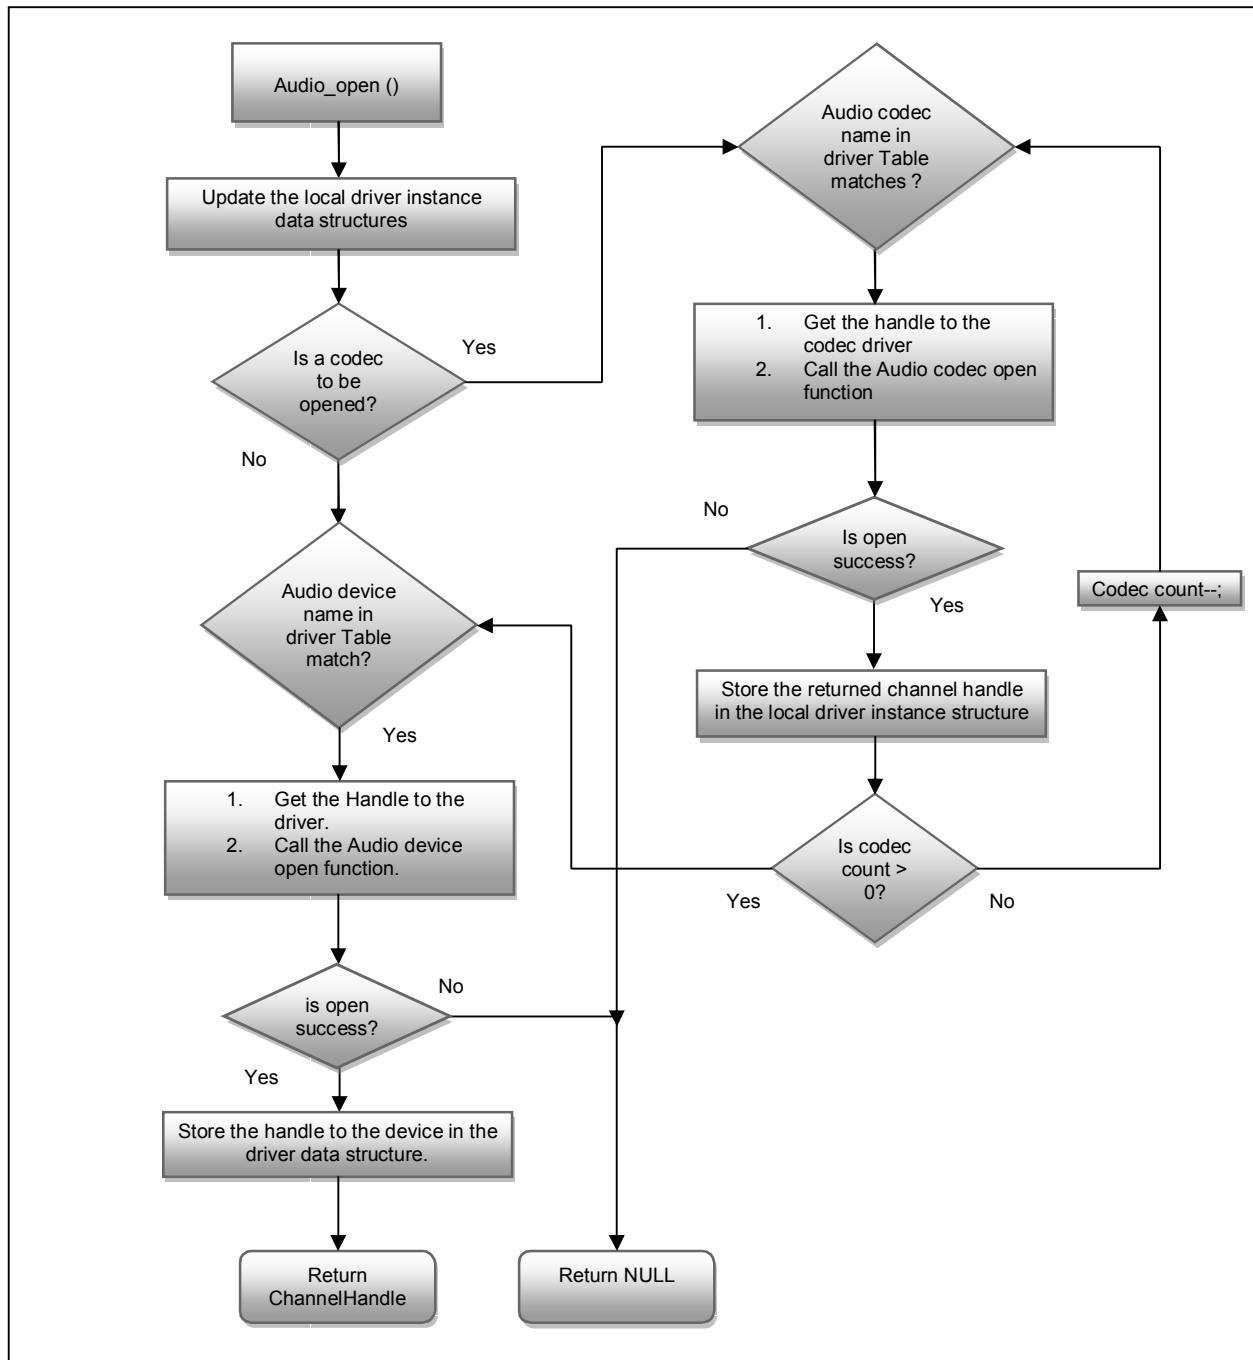 Audio_open ()
Update the local driver instance
data structures
Is a codec
to be
opened?
Yes
No
Audio device
name in
driver Table
match?
Yes
1. Get the Handle to the
driver.
2. Call the Audio device
open function.
is open
success?
No
Yes
Store the handle to the device in the
driver data structure.
Return
ChannelHandle
Return NULL
Audio codec
name in
driver Table
matches ?
1. Get the handle to the
codec driver
2. Call the Audio codec open
function
Is open
success?
No
Yes
Store the returned channel handle
in the local driver instance structure
Is codec
count >
0?
Yes
No
Codec count--;